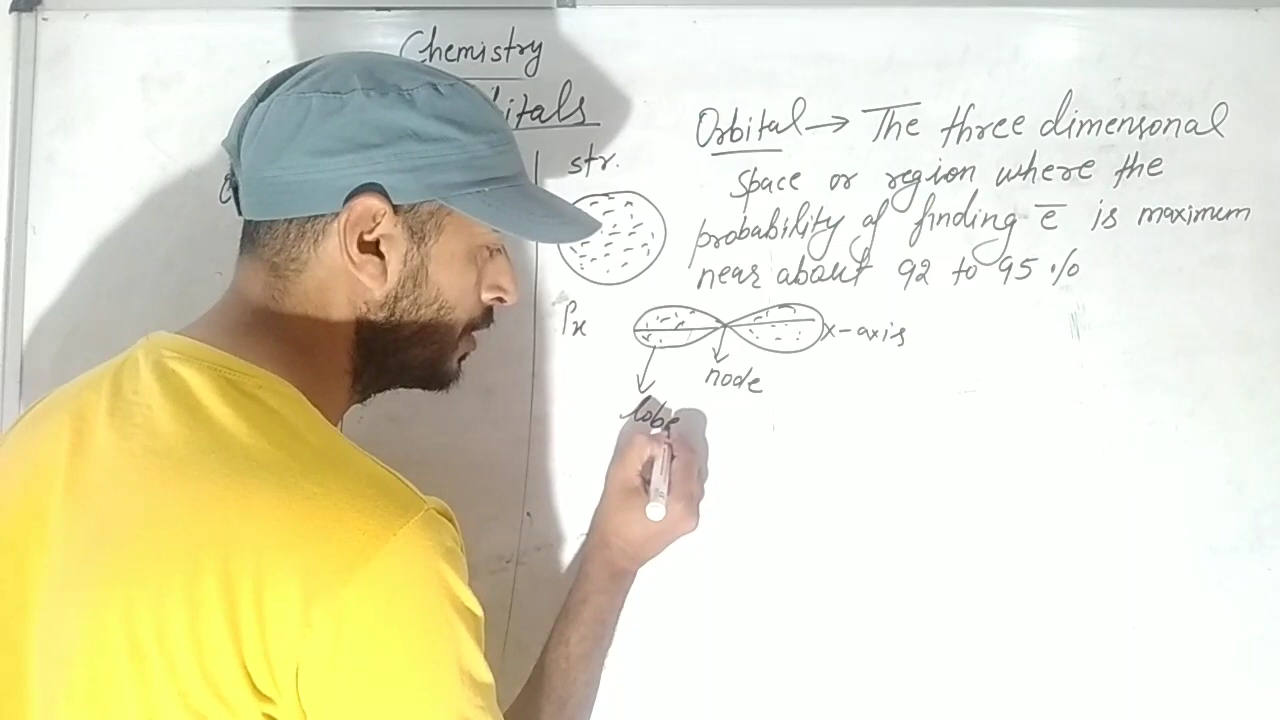 Chemistry
bitals
str.
Orbital → The three dimensonal
space or region where the
probability of finding e̅ is maximum
near about 92 to 95 %
Px
x-axis
node
lobe